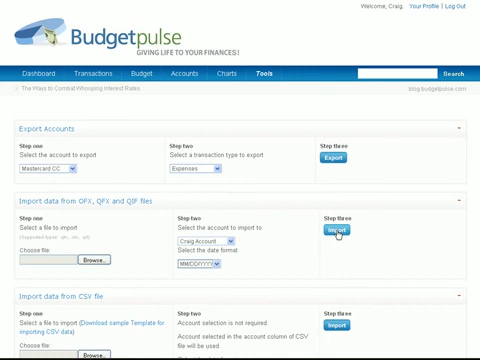 Welcome, Craig. Your Profile | Log Out
Budgetpulse
GIVING LIFE TO YOUR FINANCES!
Dashboard Transactions Budget Accounts Charts Tools Search
The Ways to Combat Whooping Interest Rates blog.budgetpulse.com
Export Accounts
Step one Step two Step three
Select the account to export Select a transaction type to export Export
Mastercard CC Expenses
Import data from OFX, QFX and QIF files
Step one Step two Step three
Select a file to import Select the account to import to: Import
Craig Account
Choose file: Select the date format
Browse.. MM/DD/YYYY
Import data from CSV file
Step one Step two Step three
Select a file to import (Download sample Template for importing CSV data) Account selection is not required. Import
Choose file: Account selected in the account column of CSV file will be used.